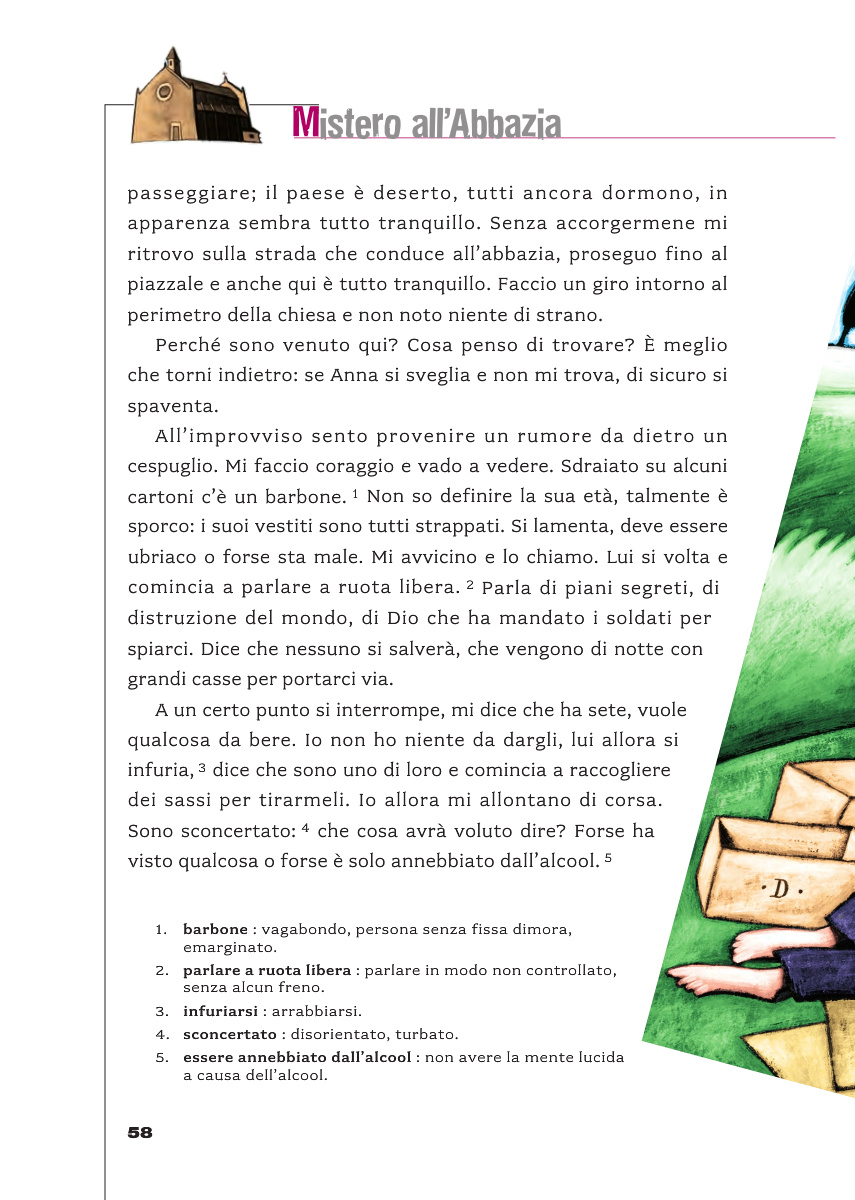 Mistero all'Abbazia
passeggiare; il paese è deserto, tutti ancora dormono, in
apparenza sembra tutto tranquillo. Senza accorgermene mi
ritrovo sulla strada che conduce all'abbazia, proseguo fino al
piazzale e anche qui è tutto tranquillo. Faccio un giro intorno al
perimetro della chiesa e non noto niente di strano.
Perché sono venuto qui? Cosa penso di trovare? È meglio
che torni indietro: se Anna si sveglia e non mi trova, di sicuro si
spaventa.
All'improvviso sento provenire un rumore da dietro un
cespuglio. Mi faccio coraggio e vado a vedere. Sdraiato su alcuni
cartoni c'è un barbone. 1 Non so definire la sua età, talmente è
sporco: i suoi vestiti sono tutti strappati. Si lamenta, deve essere
ubriaco o forse sta male. Mi avvicino e lo chiamo. Lui si volta e
comincia a parlare a ruota libera. 2 Parla di piani segreti, di
distruzione del mondo, di Dio che ha mandato i soldati per
spiarci. Dice che nessuno si salverà, che vengono di notte con
grandi casse per portarci via.
A un certo punto si interrompe, mi dice che ha sete, vuole
qualcosa da bere. Io non ho niente da dargli, lui allora si
infuria, 3 dice che sono uno di loro e comincia a raccogliere
dei sassi per tirarmeli. Io allora mi allontano di corsa.
Sono sconcertato: 4 che cosa avrà voluto dire? Forse ha
visto qualcosa o forse è solo annebbiato dall'alcool. 5
· D ·
1. barbone : vagabondo, persona senza fissa dimora,
emarginato.
2. parlare a ruota libera : parlare in modo non controllato,
senza alcun freno.
3. infuriarsi : arrabbiarsi.
4. sconcertato : disorientato, turbato.
5. essere annebbiato dall'alcool : non avere la mente lucida
a causa dell'alcool.
58